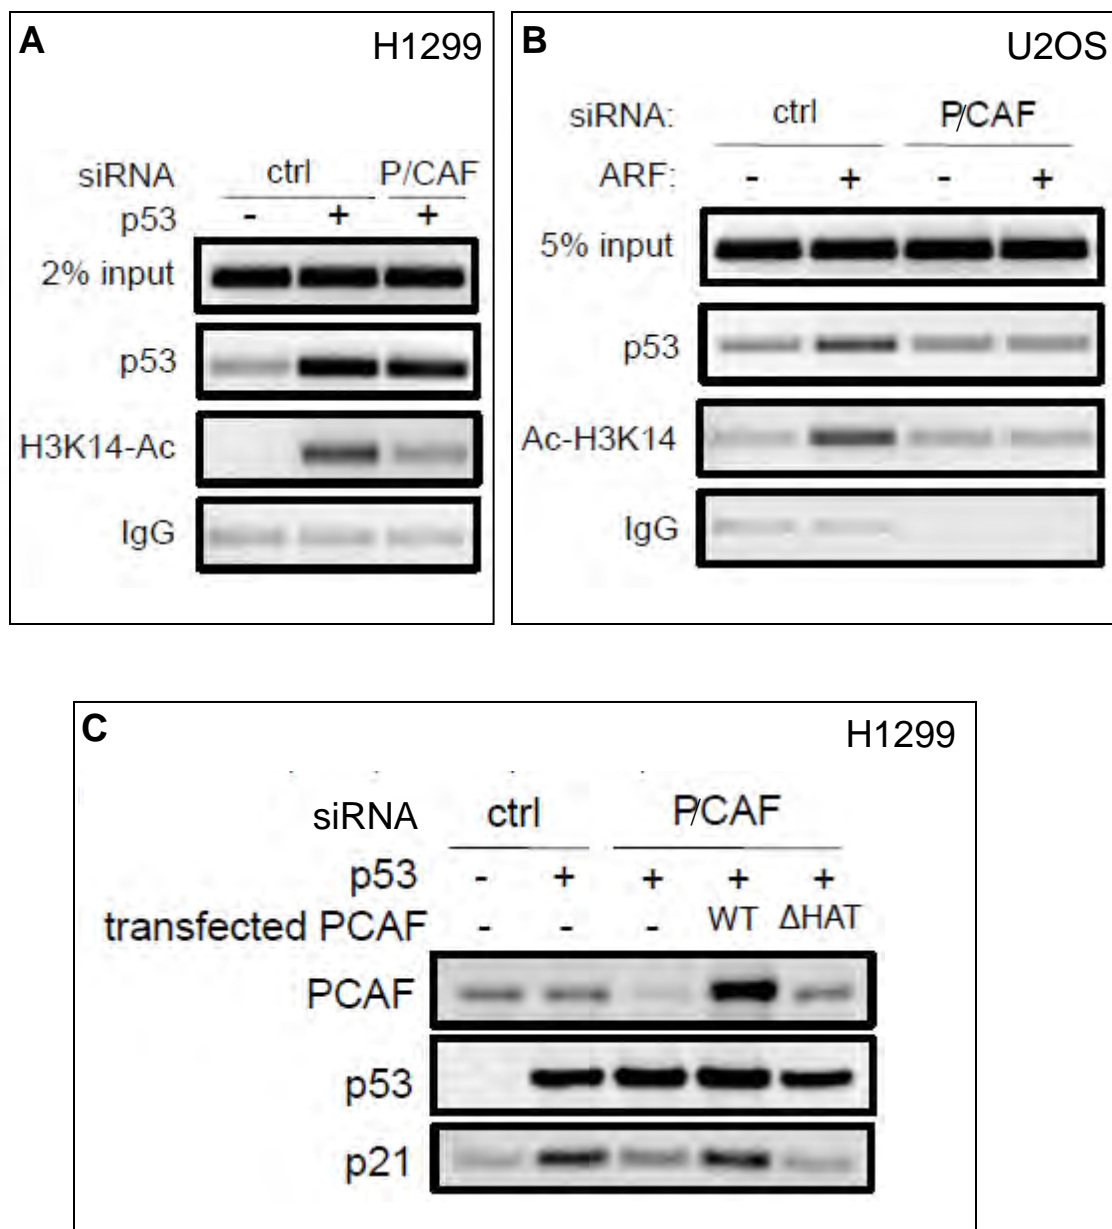 A H1299
siRNA ctrl P/CAF
p53 - + +
2% input
p53
H3K14-Ac
IgG
B U2OS
siRNA: ctrl P/CAF
ARF: - + - +
5% input
p53
Ac-H3K14
IgG
C H1299
siRNA ctrl P/CAF
p53 - + + + +
transfected PCAF - - - WT ΔHAT
PCAF
p53
p21